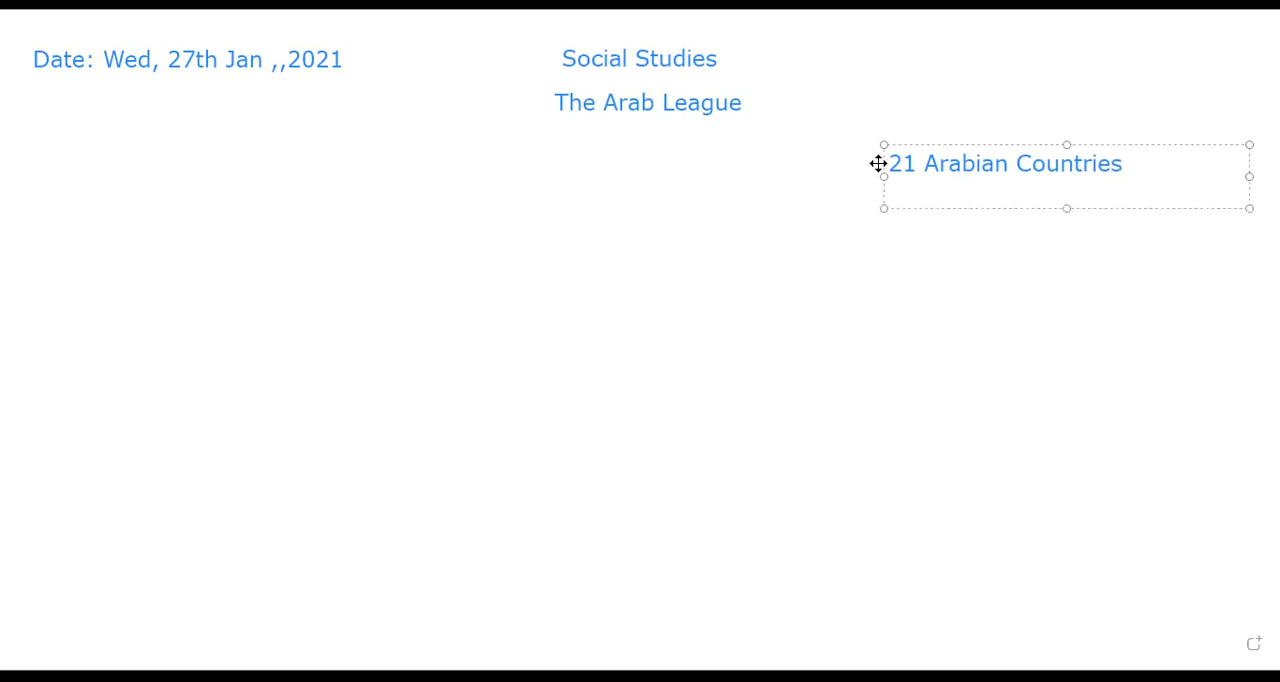 Date: Wed, 27th Jan ,,2021
Social Studies
The Arab League
21 Arabian Countries